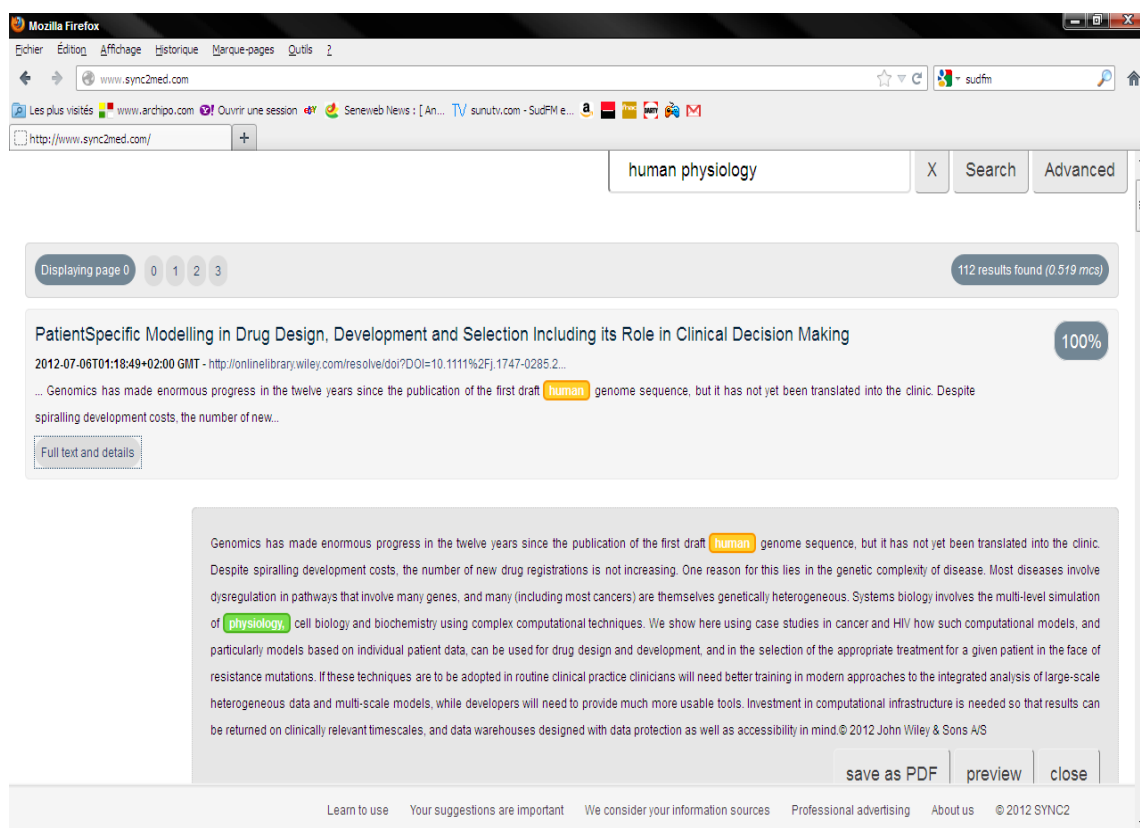 Mozilla Firefox
Fichier Édition Affichage Historique Marque-pages Outils ?
www.sync2med.com
sudfm
Les plus visités www.archipo.com Ouvrir une session Seneweb News : [ An... sunutv.com - SudFM e...
http://www.sync2med.com/ +
human physiology X Search Advanced
Displaying page 0 0 1 2 3 112 results found (0.519 mcs)
PatientSpecific Modelling in Drug Design, Development and Selection Including its Role in Clinical Decision Making 100%
2012-07-06T01:18:49+02:00 GMT - http://onlinelibrary.wiley.com/resolve/doi?DOI=10.1111%2Fj.1747-0285.2...
... Genomics has made enormous progress in the twelve years since the publication of the first draft human genome sequence, but it has not yet been translated into the clinic. Despite
spiralling development costs, the number of new...
Full text and details
Genomics has made enormous progress in the twelve years since the publication of the first draft human genome sequence, but it has not yet been translated into the clinic.
Despite spiralling development costs, the number of new drug registrations is not increasing. One reason for this lies in the genetic complexity of disease. Most diseases involve
dysregulation in pathways that involve many genes, and many (including most cancers) are themselves genetically heterogeneous. Systems biology involves the multi-level simulation
of physiology, cell biology and biochemistry using complex computational techniques. We show here using case studies in cancer and HIV how such computational models, and
particularly models based on individual patient data, can be used for drug design and development, and in the selection of the appropriate treatment for a given patient in the face of
resistance mutations. If these techniques are to be adopted in routine clinical practice clinicians will need better training in modern approaches to the integrated analysis of large-scale
heterogeneous data and multi-scale models, while developers will need to provide much more usable tools. Investment in computational infrastructure is needed so that results can
be returned on clinically relevant timescales, and data warehouses designed with data protection as well as accessibility in mind.© 2012 John Wiley & Sons A/S
save as PDF preview close
Learn to use Your suggestions are important We consider your information sources Professional advertising About us © 2012 SYNC2